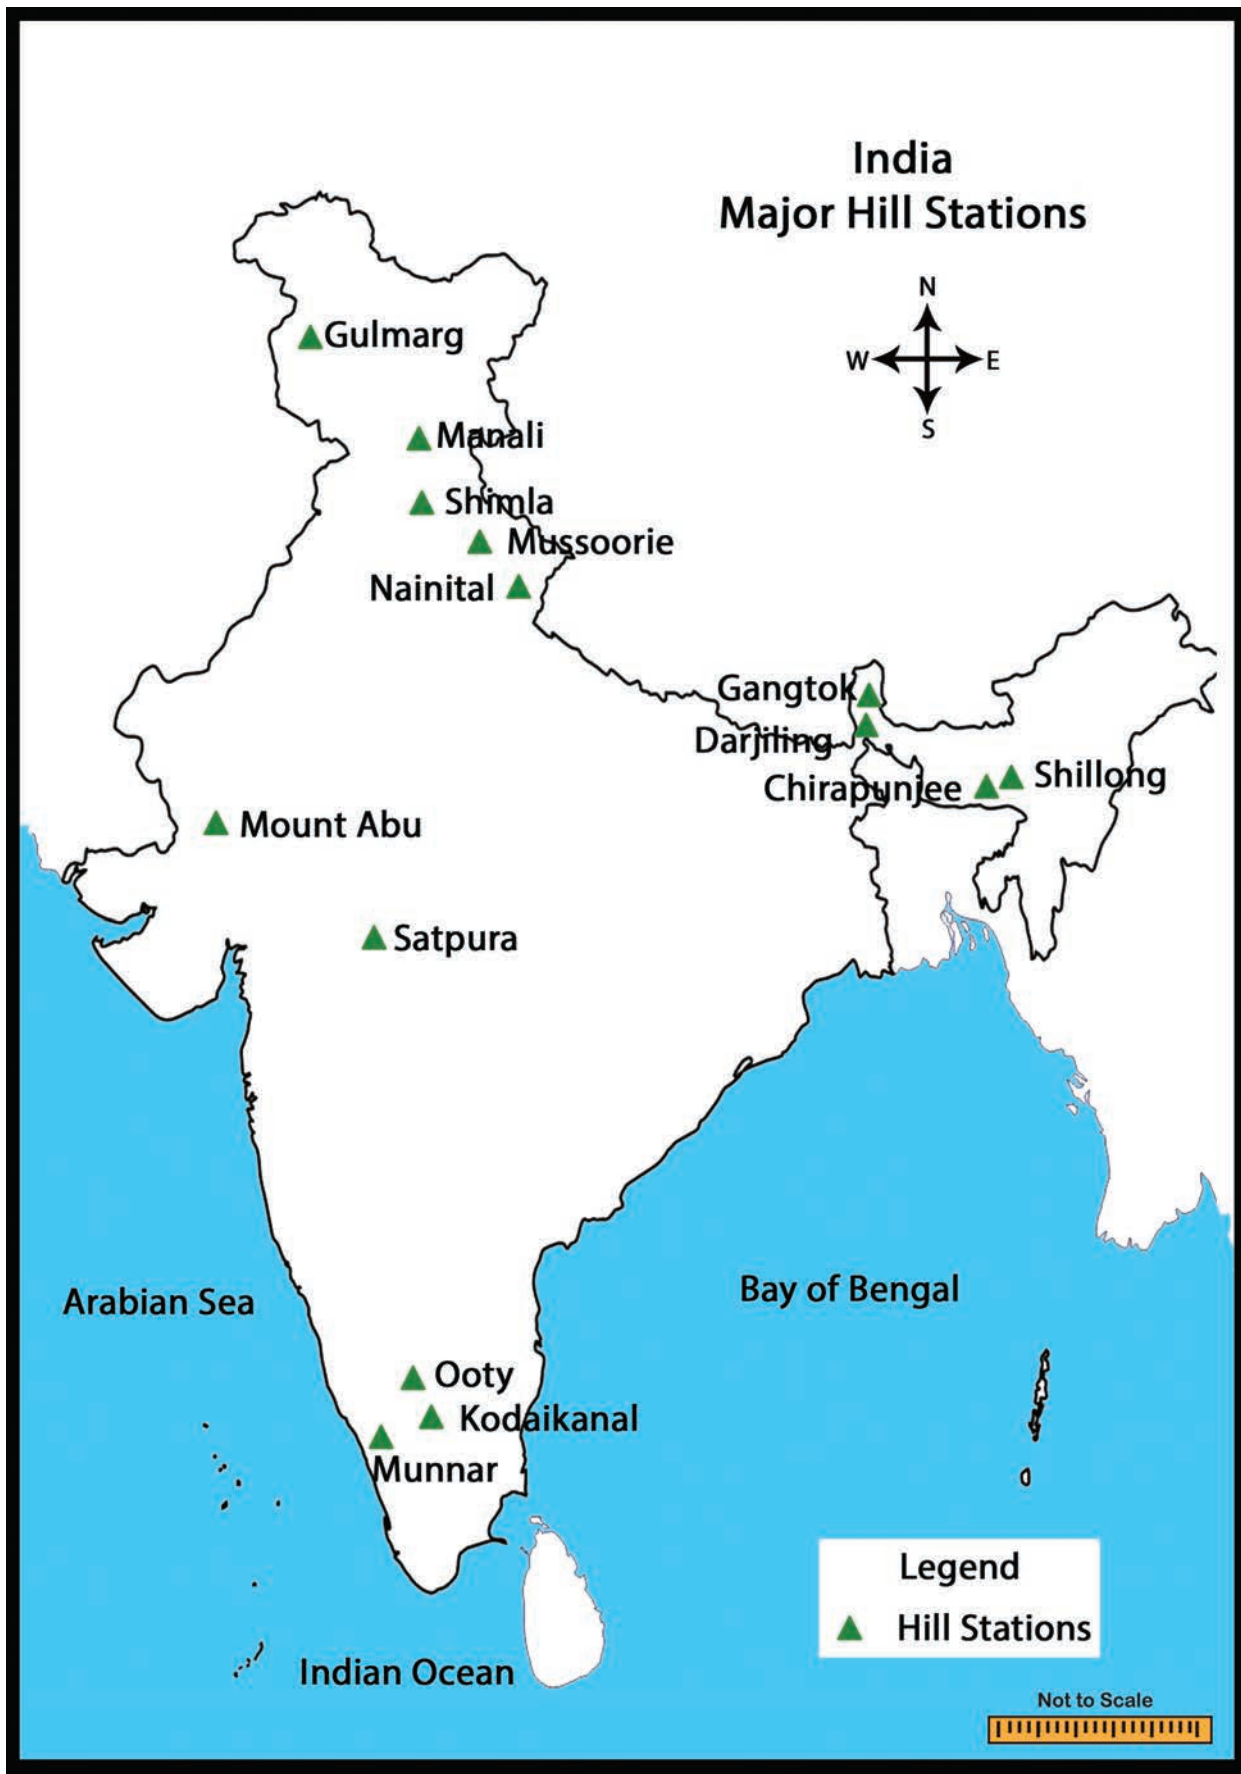 India
Major Hill Stations
N
W E
S
Gulmarg
Manali
Shimla
Mussoorie
Nainital
Gangtok
Darjiling
Shillong
Chirapunjee
Mount Abu
Satpura
Arabian Sea
Bay of Bengal
Ooty
Kodaikanal
Munnar
Legend
Hill Stations
Indian Ocean
Not to Scale